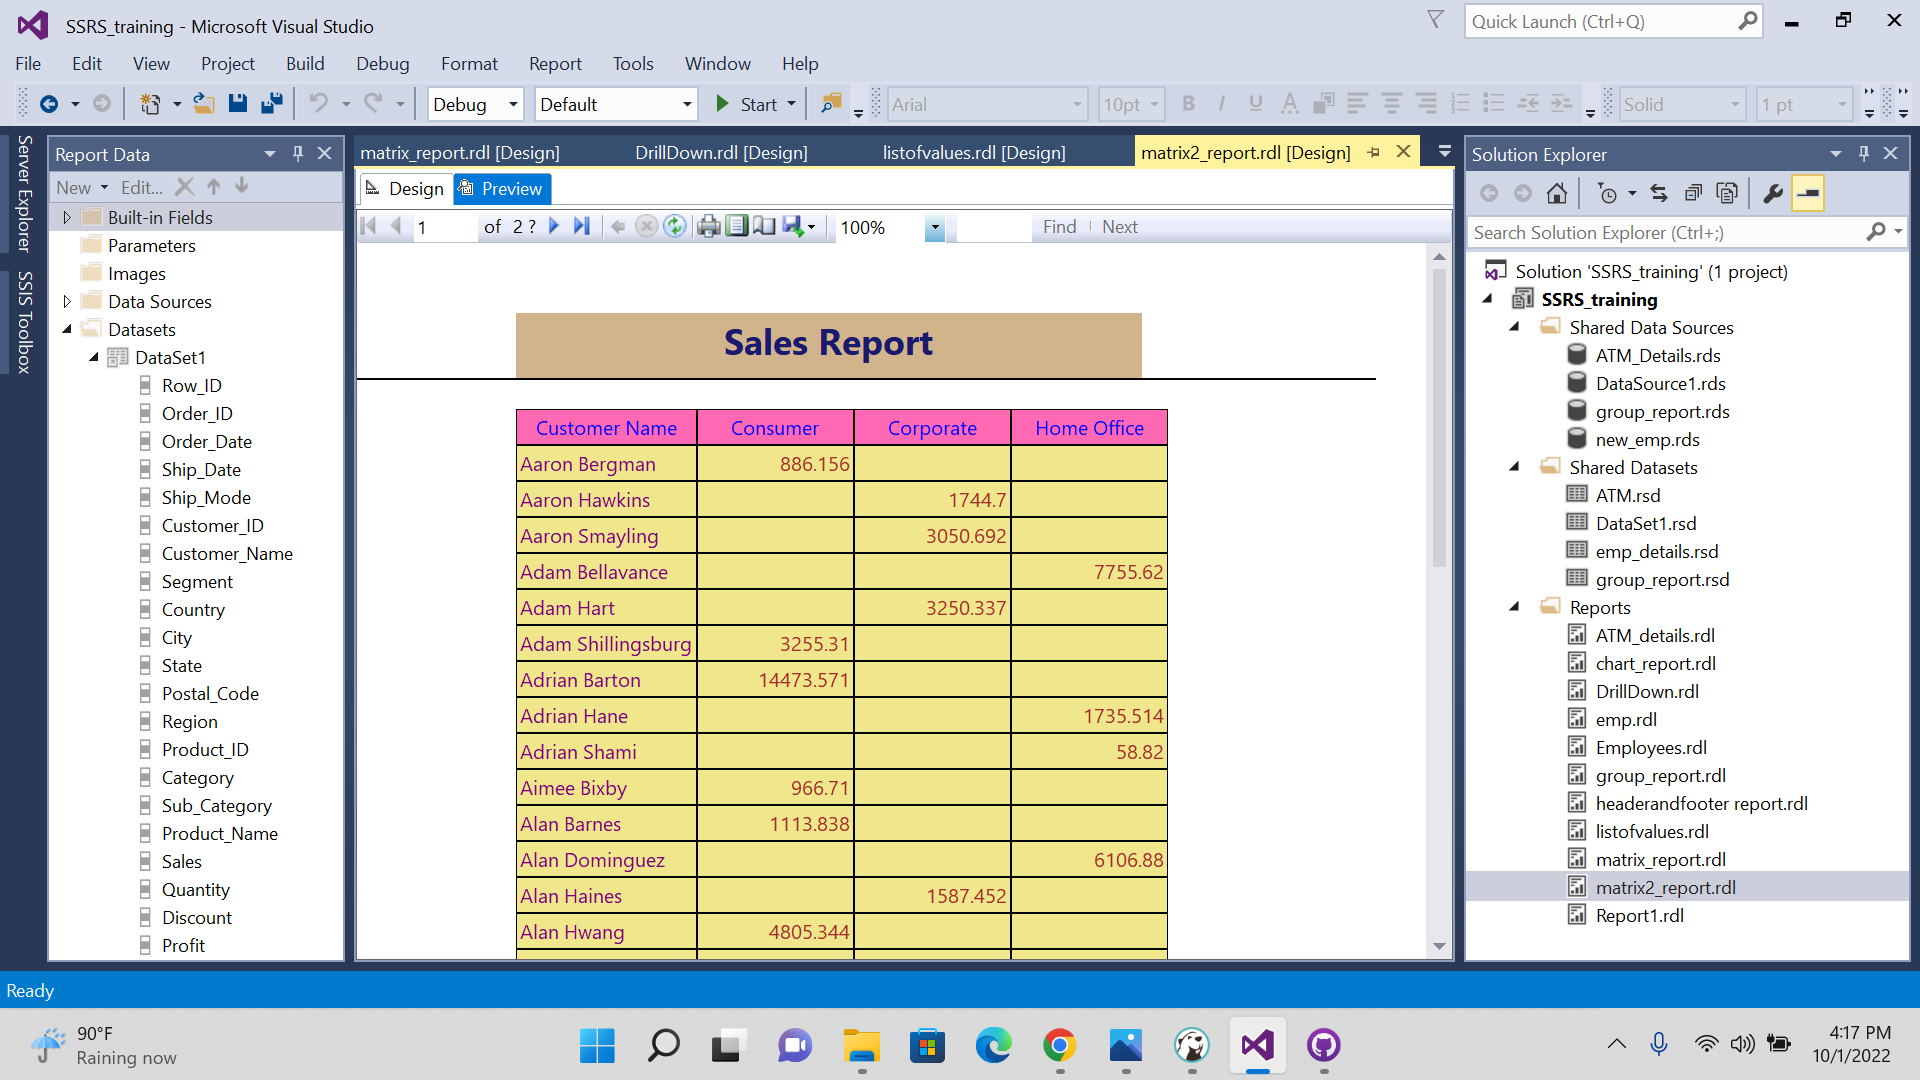 SSRS_training - Microsoft Visual Studio
Quick Launch (Ctrl+Q)
File Edit View Project Build Debug Format Report Tools Window Help
Debug Default Start Arial 10pt B I U A Solid 1 pt
Server Explorer
SSIS Toolbox
Report Data
New Edit...
Built-in Fields
Parameters
Images
Data Sources
Datasets
DataSet1
Row_ID
Order_ID
Order_Date
Ship_Date
Ship_Mode
Customer_ID
Customer_Name
Segment
Country
City
State
Postal_Code
Region
Product_ID
Category
Sub_Category
Product_Name
Sales
Quantity
Discount
Profit
matrix_report.rdl [Design] DrillDown.rdl [Design] listofvalues.rdl [Design] matrix2_report.rdl [Design]
Design Preview
1 of 2 ? 100% Find Next
Sales Report
Customer Name Consumer Corporate Home Office
Aaron Bergman 886.156
Aaron Hawkins 1744.7
Aaron Smayling 3050.692
Adam Bellavance 7755.62
Adam Hart 3250.337
Adam Shillingsburg 3255.31
Adrian Barton 14473.571
Adrian Hane 1735.514
Adrian Shami 58.82
Aimee Bixby 966.71
Alan Barnes 1113.838
Alan Dominguez 6106.88
Alan Haines 1587.452
Alan Hwang 4805.344
Solution Explorer
Search Solution Explorer (Ctrl+;)
Solution 'SSRS_training' (1 project)
SSRS_training
Shared Data Sources
ATM_Details.rds
DataSource1.rds
group_report.rds
new_emp.rds
Shared Datasets
ATM.rsd
DataSet1.rsd
emp_details.rsd
group_report.rsd
Reports
ATM_details.rdl
chart_report.rdl
DrillDown.rdl
emp.rdl
Employees.rdl
group_report.rdl
headerandfooter report.rdl
listofvalues.rdl
matrix_report.rdl
matrix2_report.rdl
Report1.rdl
Ready
90°F
Raining now
4:17 PM
10/1/2022